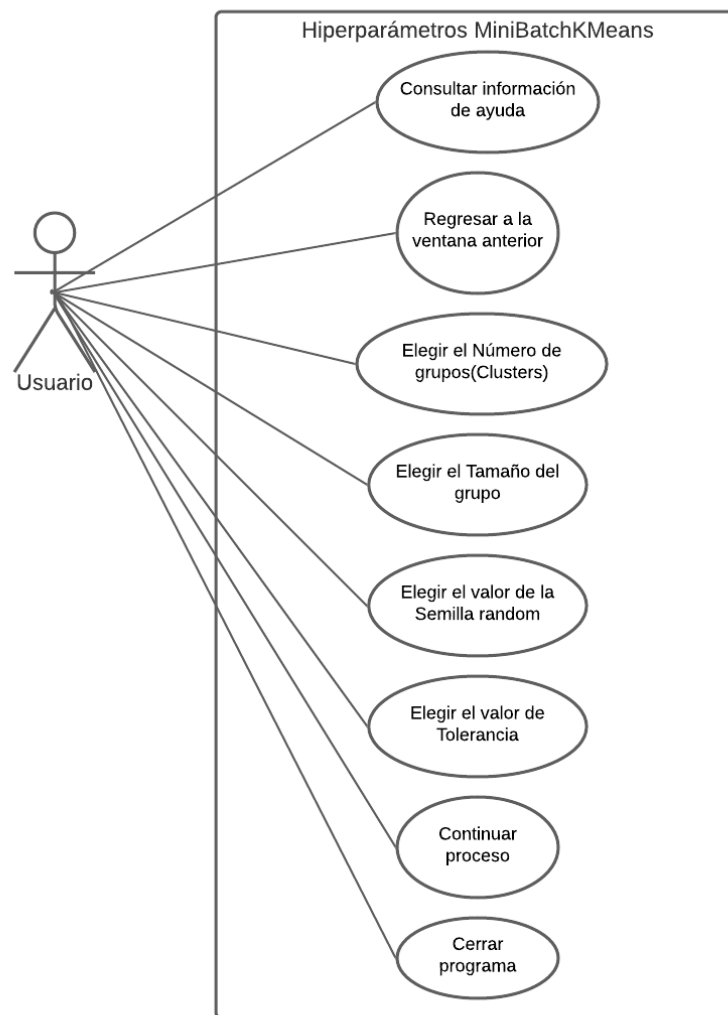 Hiperparámetros MiniBatchKMeans
Consultar información
de ayuda
Regresar a la
ventana anterior
Usuario
Elegir el Número de
grupos(Clusters)
Elegir el Tamaño del
grupo
Elegir el valor de la
Semilla random
Elegir el valor de
Tolerancia
Continuar
proceso
Cerrar
programa